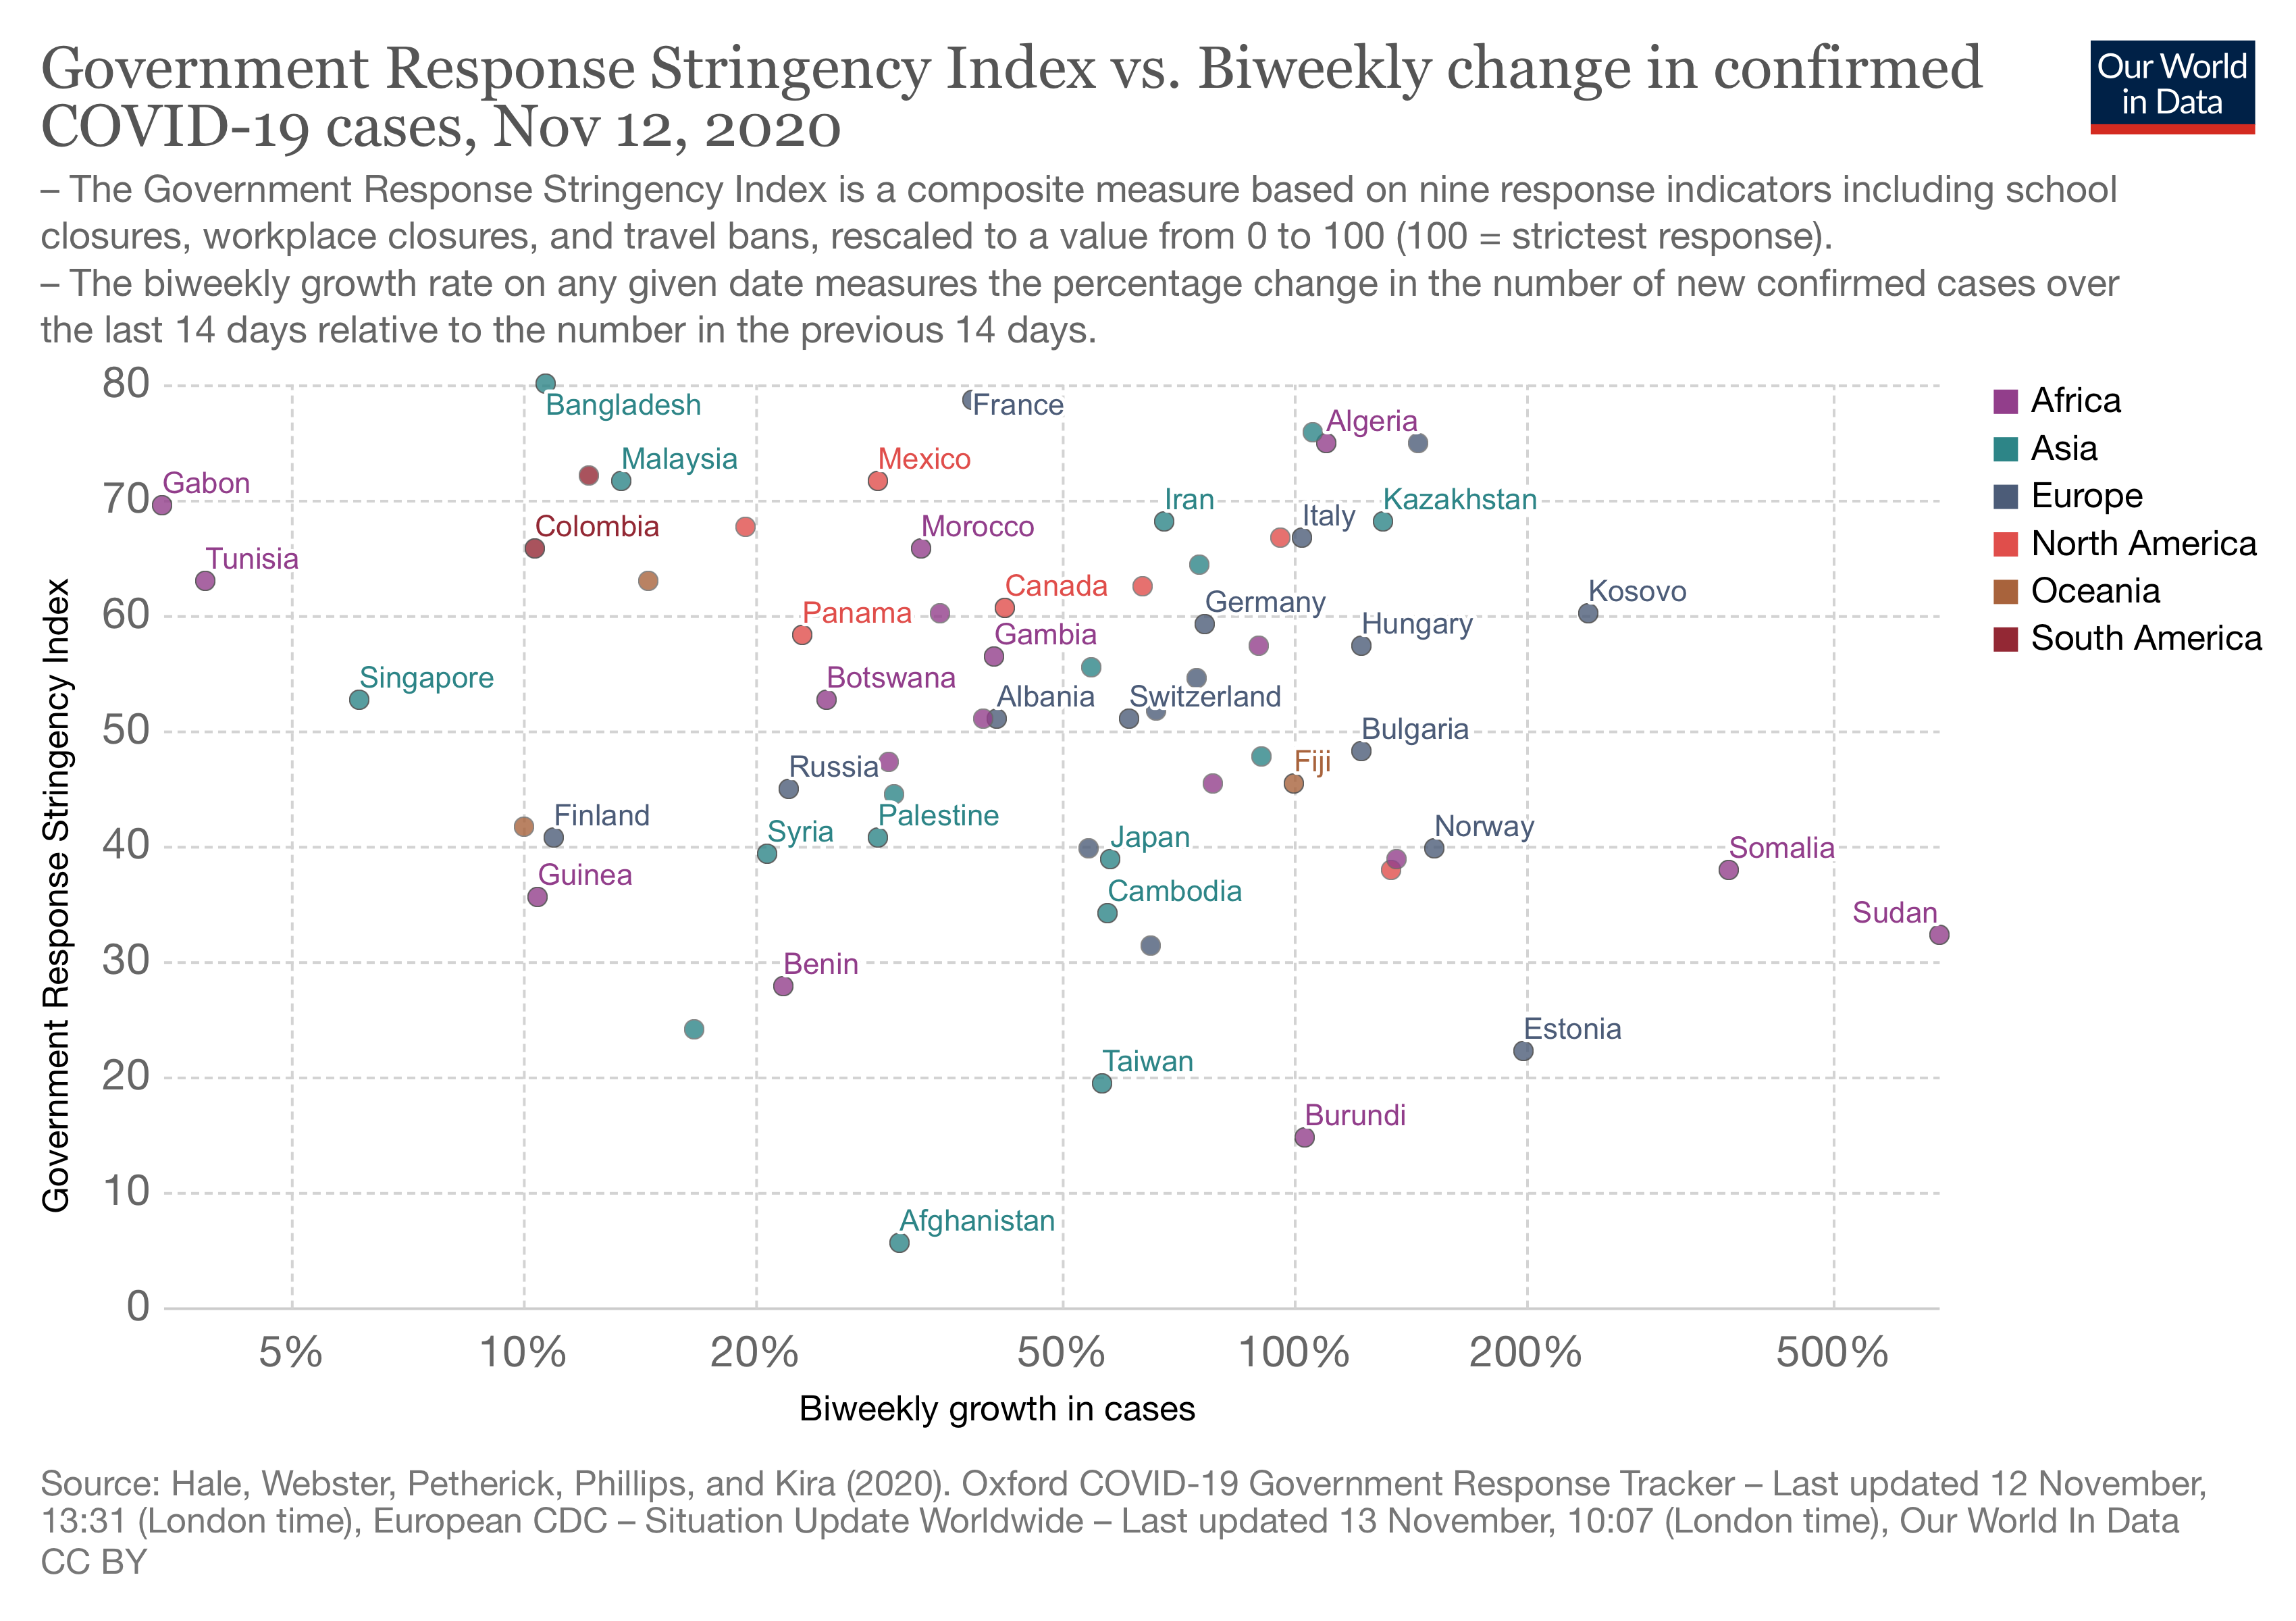 Government Response Stringency Index vs. Biweekly change in confirmed
COVID-19 cases, Nov 12, 2020
Our World
in Data
– The Government Response Stringency Index is a composite measure based on nine response indicators including school
closures, workplace closures, and travel bans, rescaled to a value from 0 to 100 (100 = strictest response).
– The biweekly growth rate on any given date measures the percentage change in the number of new confirmed cases over
the last 14 days relative to the number in the previous 14 days.
80
70
60
50
40
30
20
10
0
Government Response Stringency Index
Bangladesh
France
Algeria
Malaysia
Mexico
Gabon
Iran
Kazakhstan
Italy
Colombia
Morocco
Tunisia
Canada
Kosovo
Germany
Panama
Hungary
Gambia
Singapore
Botswana
Albania
Switzerland
Bulgaria
Fiji
Russia
Finland
Palestine
Norway
Syria
Japan
Somalia
Guinea
Cambodia
Sudan
Benin
Estonia
Taiwan
Burundi
Afghanistan
Africa
Asia
Europe
North America
Oceania
South America
5%
10%
20%
50%
100%
200%
500%
Biweekly growth in cases
Source: Hale, Webster, Petherick, Phillips, and Kira (2020). Oxford COVID-19 Government Response Tracker – Last updated 12 November,
13:31 (London time), European CDC – Situation Update Worldwide – Last updated 13 November, 10:07 (London time), Our World In Data
CC BY